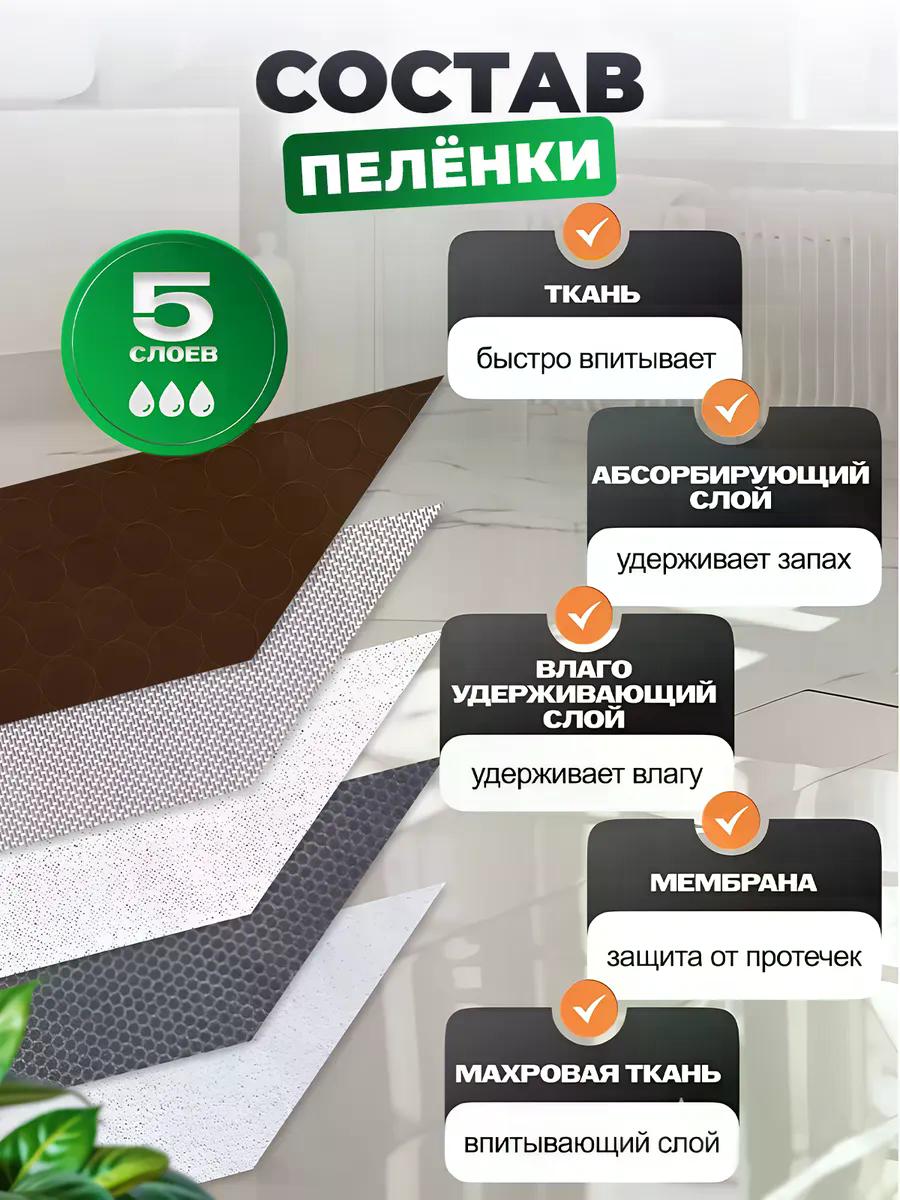 СОСТАВ
ПЕЛЁНКИ
5
СЛОЕВ
ТКАНЬ
быстро впитывает
АБСОРБИРУЮЩИЙ
СЛОЙ
удерживает запах
ВЛАГО
УДЕРЖИВАЮЩИЙ
СЛОЙ
удерживает влагу
МЕМБРАНА
защита от протечек
МАХРОВАЯ ТКАНЬ
впитывающий слой